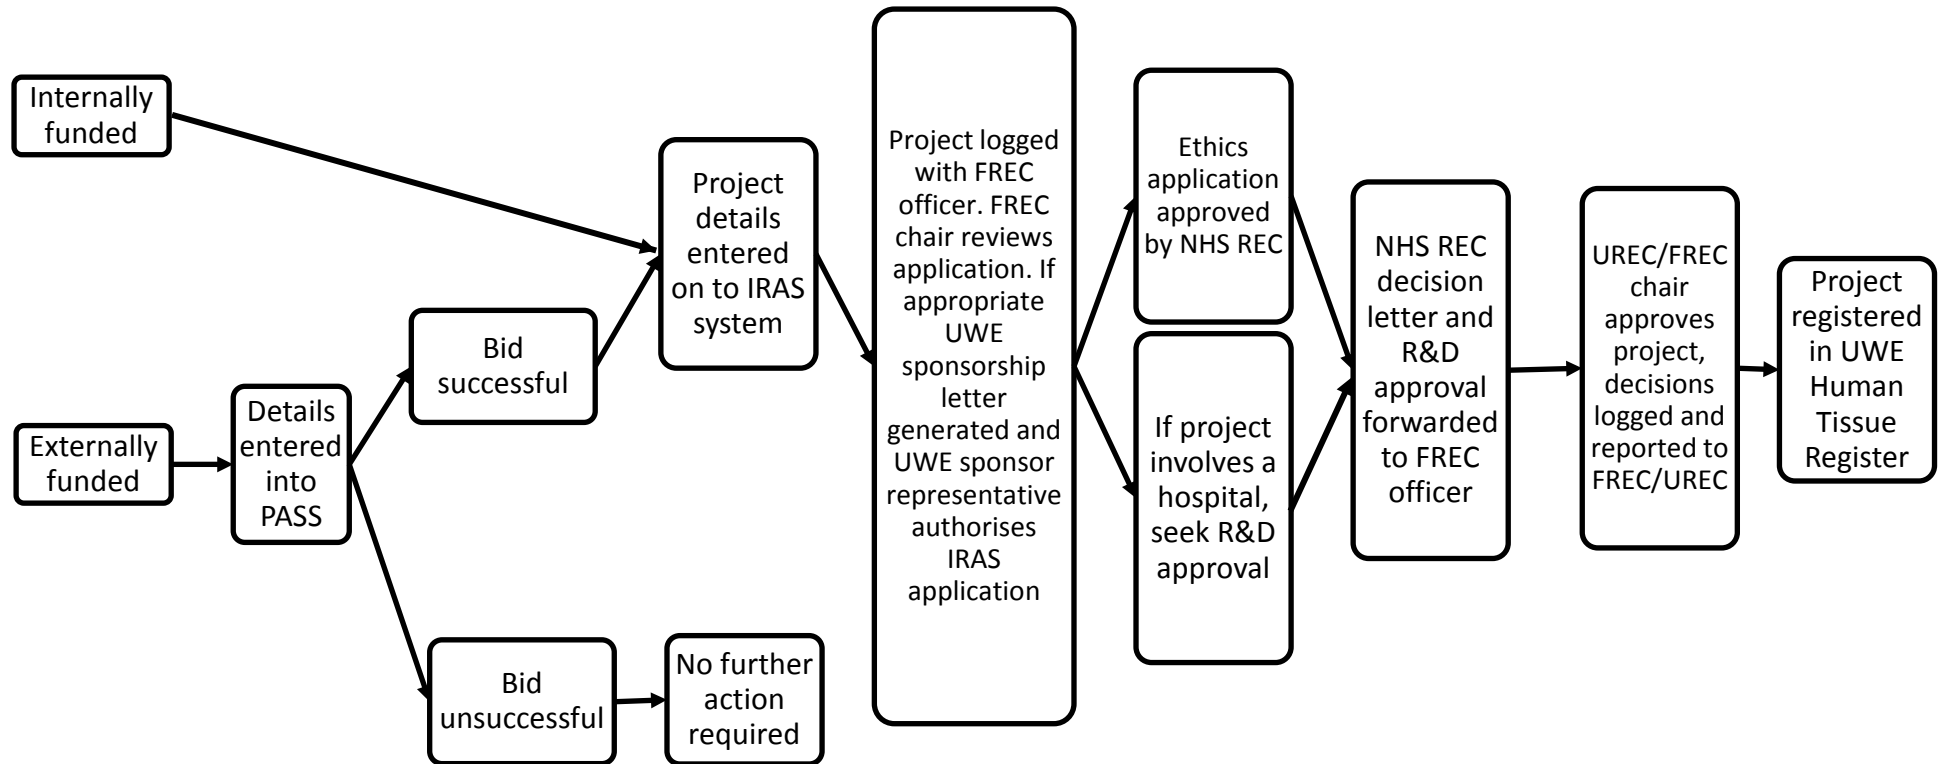 Internally
funded
Externally
funded
Details
entered
into
PASS
Bid
successful
Bid
unsuccessful
No further
action
required
Project
details
entered
on to IRAS
system
Project logged
with FREC
officer. FREC
chair reviews
application. If
appropriate
UWE
sponsorship
letter
generated and
UWE sponsor
representative
authorises
IRAS
application
Ethics
application
approved
by NHS REC
If project
involves a
hospital,
seek R&D
approval
NHS REC
decision
letter and
R&D
approval
forwarded
to FREC
officer
UREC/FREC
chair
approves
project,
decisions
logged and
reported to
FREC/UREC
Project
registered
in UWE
Human
Tissue
Register